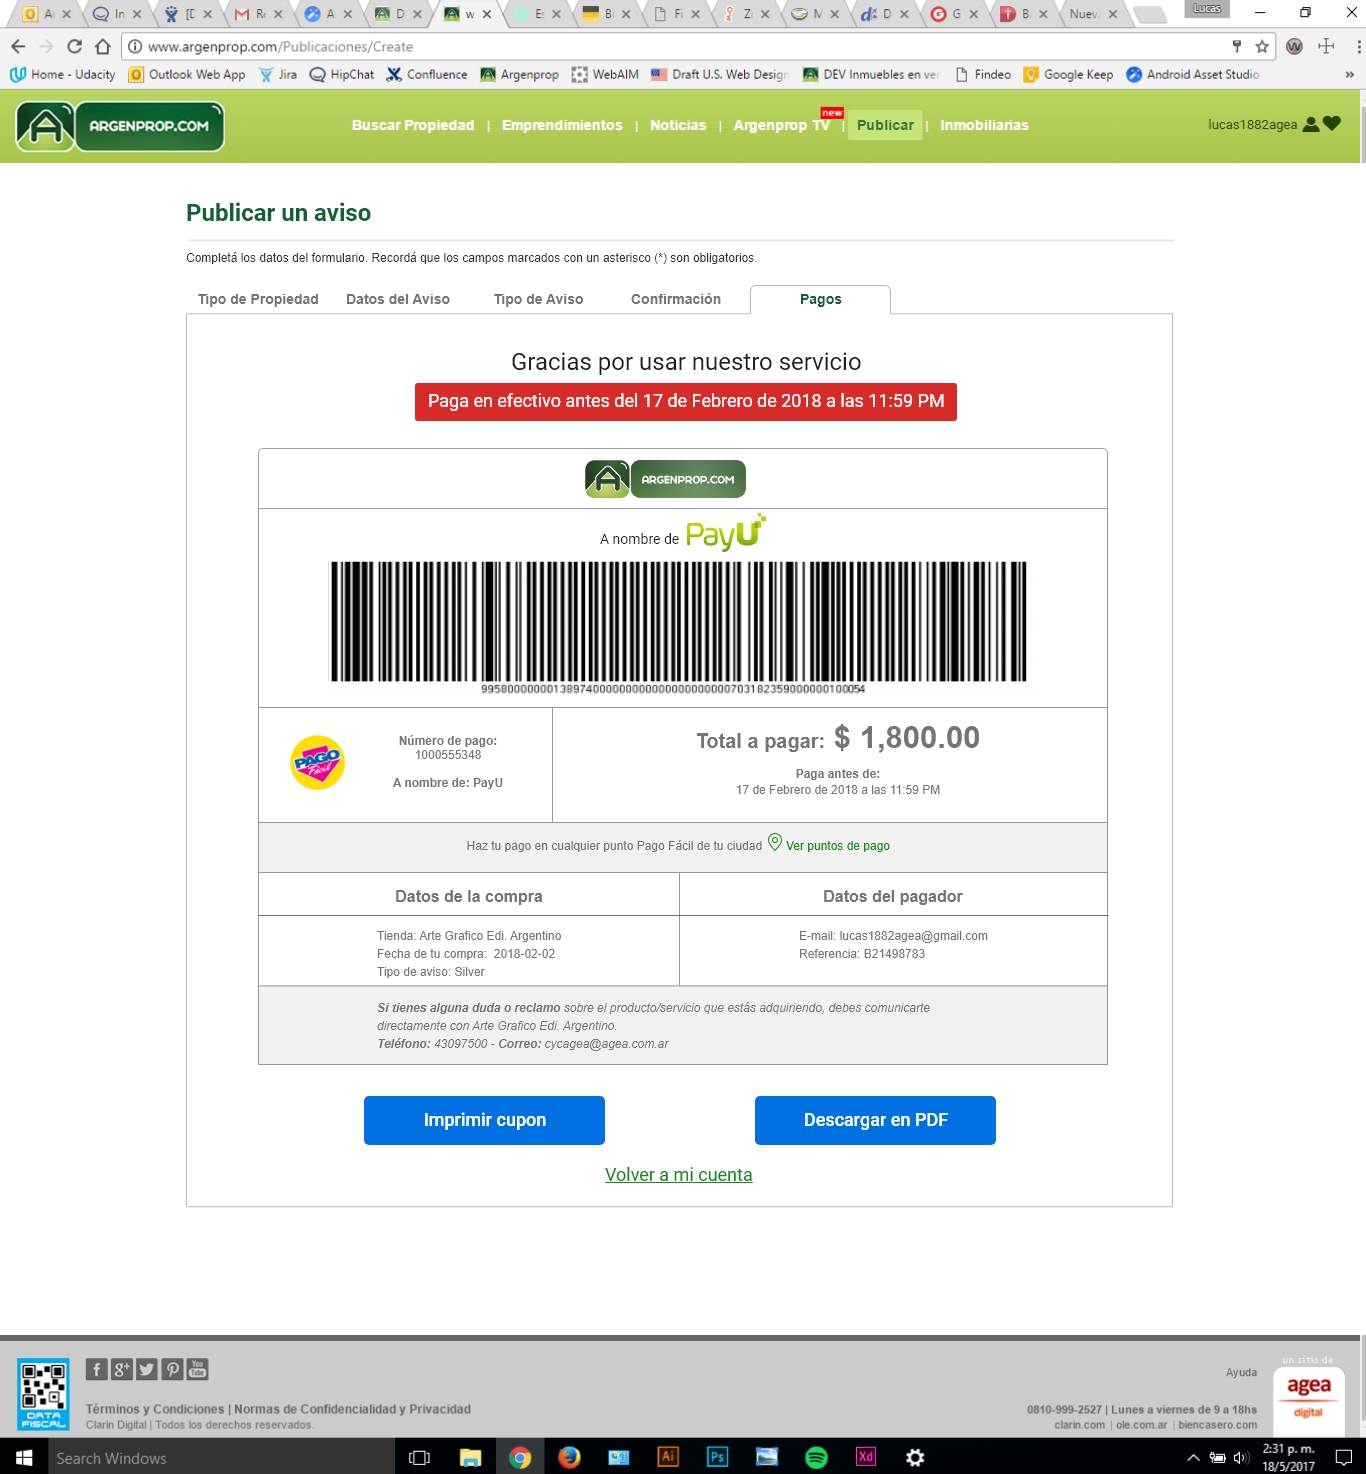 Lucas
www.argenprop.com/Publicaciones/Create
Home - Udacity
Outlook Web App
Jira
HipChat
Confluence
Argenprop
WebAIM
Draft U.S. Web Design
DEV Inmuebles en ver
Findeo
Google Keep
Android Asset Studio
ARGENPROP.COM
Buscar Propiedad | Emprendimientos | Noticias | Argenprop TV new | Publicar | Inmobiliarias
lucas1882agea
Publicar un aviso
Completá los datos del formulario. Recordá que los campos marcados con un asterisco (*) son obligatorios.
Tipo de Propiedad Datos del Aviso Tipo de Aviso Confirmación Pagos
Gracias por usar nuestro servicio
Paga en efectivo antes del 17 de Febrero de 2018 a las 11:59 PM
ARGENPROP.COM
A nombre de PayU
PAGO Fácil
Número de pago:
1000555348
A nombre de: PayU
Total a pagar: $ 1,800.00
Paga antes de:
17 de Febrero de 2018 a las 11:59 PM
Haz tu pago en cualquier punto Pago Fácil de tu ciudad Ver puntos de pago
Datos de la compra
Tienda: Arte Grafico Edi. Argentino
Fecha de tu compra: 2018-02-02
Tipo de aviso: Silver
Datos del pagador
E-mail: lucas1882agea@gmail.com
Referencia: B21498783
Si tienes alguna duda o reclamo sobre el producto/servicio que estás adquiriendo, debes comunicarte
directamente con Arte Grafico Edi. Argentino.
Teléfono: 43097500 - Correo: cycagea@agea.com.ar
Imprimir cupon
Descargar en PDF
Volver a mi cuenta
DATA
FISCAL
Términos y Condiciones | Normas de Confidencialidad y Privacidad
Clarin Digital | Todos los derechos reservados.
Ayuda
0810-999-2527 | Lunes a viernes de 9 a 18hs
clarin.com | ole.com.ar | biencasero.com
un sitio de
agea
digital
Search Windows
2:31 p. m.
18/5/2017